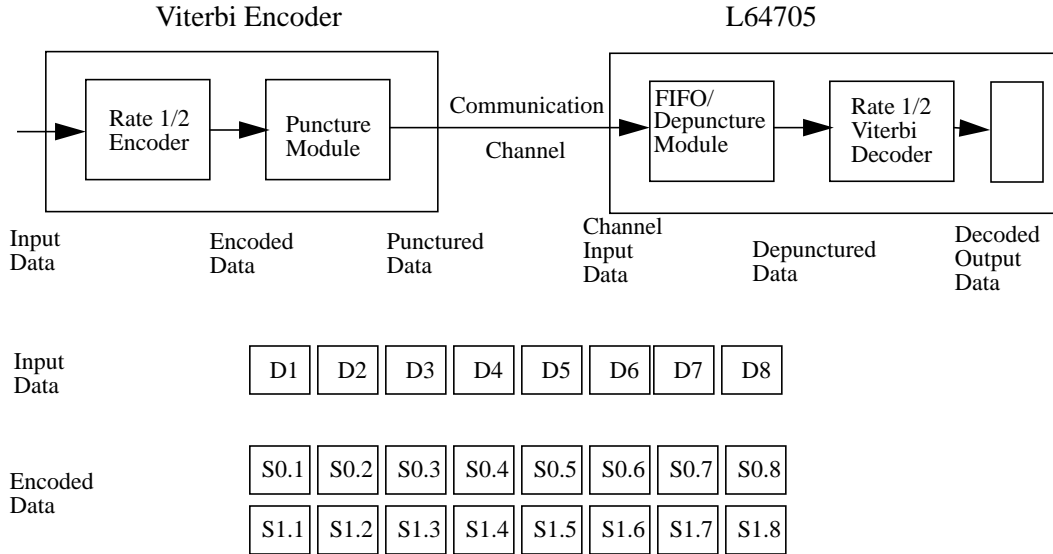 Viterbi Encoder
L64705
Rate 1/2
Encoder
Puncture
Module
Communication
Channel
FIFO/
Depuncture
Module
Rate 1/2
Viterbi
Decoder
Input
Data
Encoded
Data
Punctured
Data
Channel
Input
Data
Depunctured
Data
Decoded
Output
Data
Input
Data
D1 D2 D3 D4 D5 D6 D7 D8
Encoded
Data
S0.1 S0.2 S0.3 S0.4 S0.5 S0.6 S0.7 S0.8
S1.1 S1.2 S1.3 S1.4 S1.5 S1.6 S1.7 S1.8